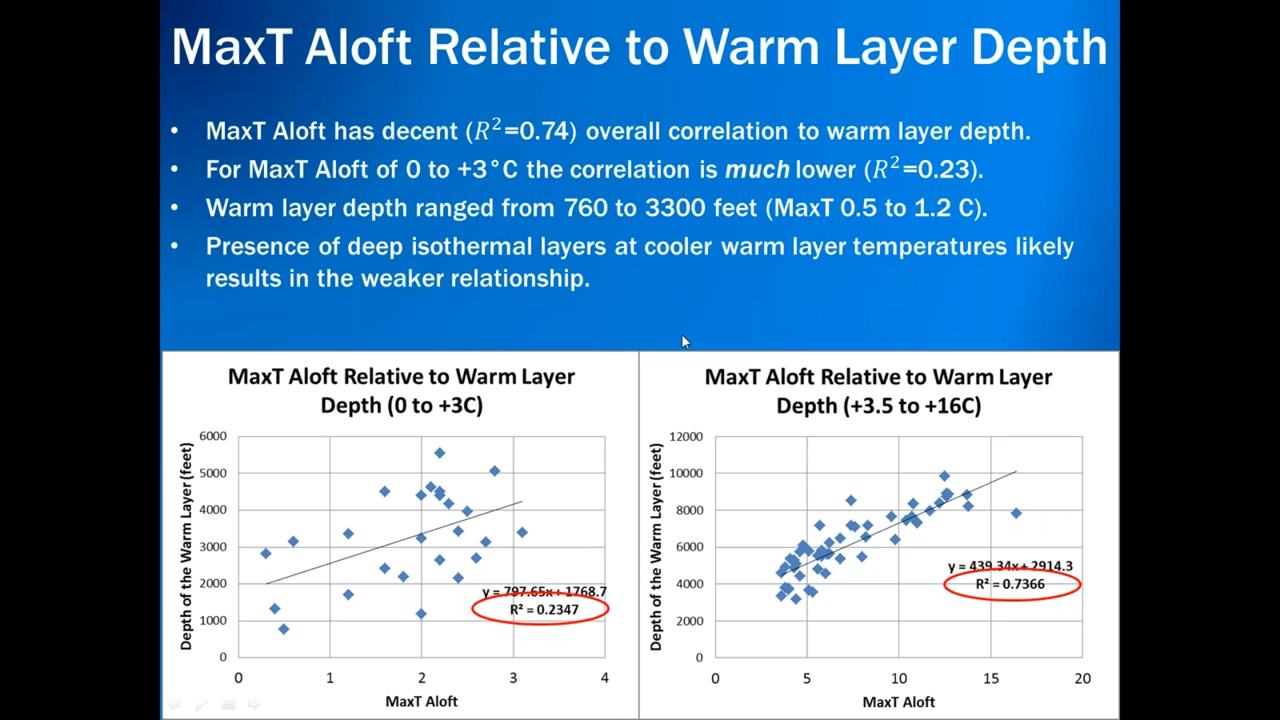 MaxT Aloft Relative to Warm Layer Depth
• MaxT Aloft has decent (R²=0.74) overall correlation to warm layer depth.
• For MaxT Aloft of 0 to +3°C the correlation is much lower (R²=0.23).
• Warm layer depth ranged from 760 to 3300 feet (MaxT 0.5 to 1.2 C).
• Presence of deep isothermal layers at cooler warm layer temperatures likely
results in the weaker relationship.
MaxT Aloft Relative to Warm Layer
Depth (0 to +3C)
Depth of the Warm Layer (feet)
6000
5000
4000
3000
2000
1000
0
y = 797.65x + 1768.7
R² = 0.2347
0 1 2 3 4
MaxT Aloft
MaxT Aloft Relative to Warm Layer
Depth (+3.5 to +16C)
Depth of the Warm Layer (feet)
12000
10000
8000
6000
4000
2000
0
y = 439.34x + 2914.3
R² = 0.7366
0 5 10 15 20
MaxT Aloft